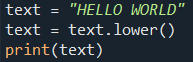 text = "HELLO WORLD"
text = text.lower()
print(text)